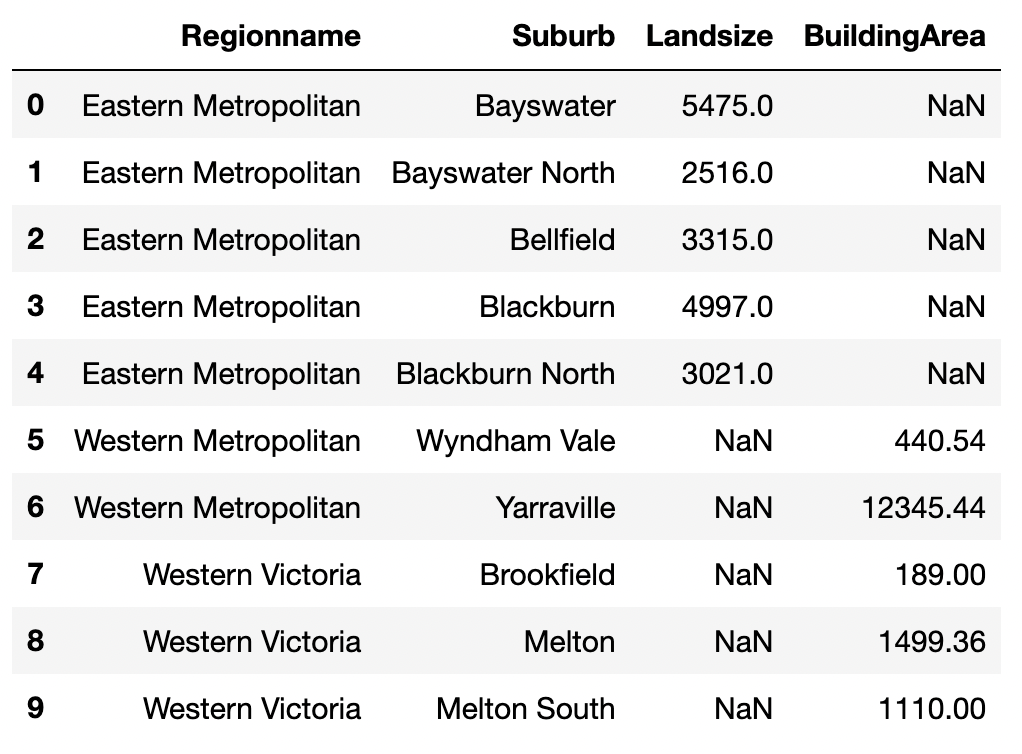 Regionname Suburb Landsize BuildingArea
0 Eastern Metropolitan Bayswater 5475.0 NaN
1 Eastern Metropolitan Bayswater North 2516.0 NaN
2 Eastern Metropolitan Bellfield 3315.0 NaN
3 Eastern Metropolitan Blackburn 4997.0 NaN
4 Eastern Metropolitan Blackburn North 3021.0 NaN
5 Western Metropolitan Wyndham Vale NaN 440.54
6 Western Metropolitan Yarraville NaN 12345.44
7 Western Victoria Brookfield NaN 189.00
8 Western Victoria Melton NaN 1499.36
9 Western Victoria Melton South NaN 1110.00